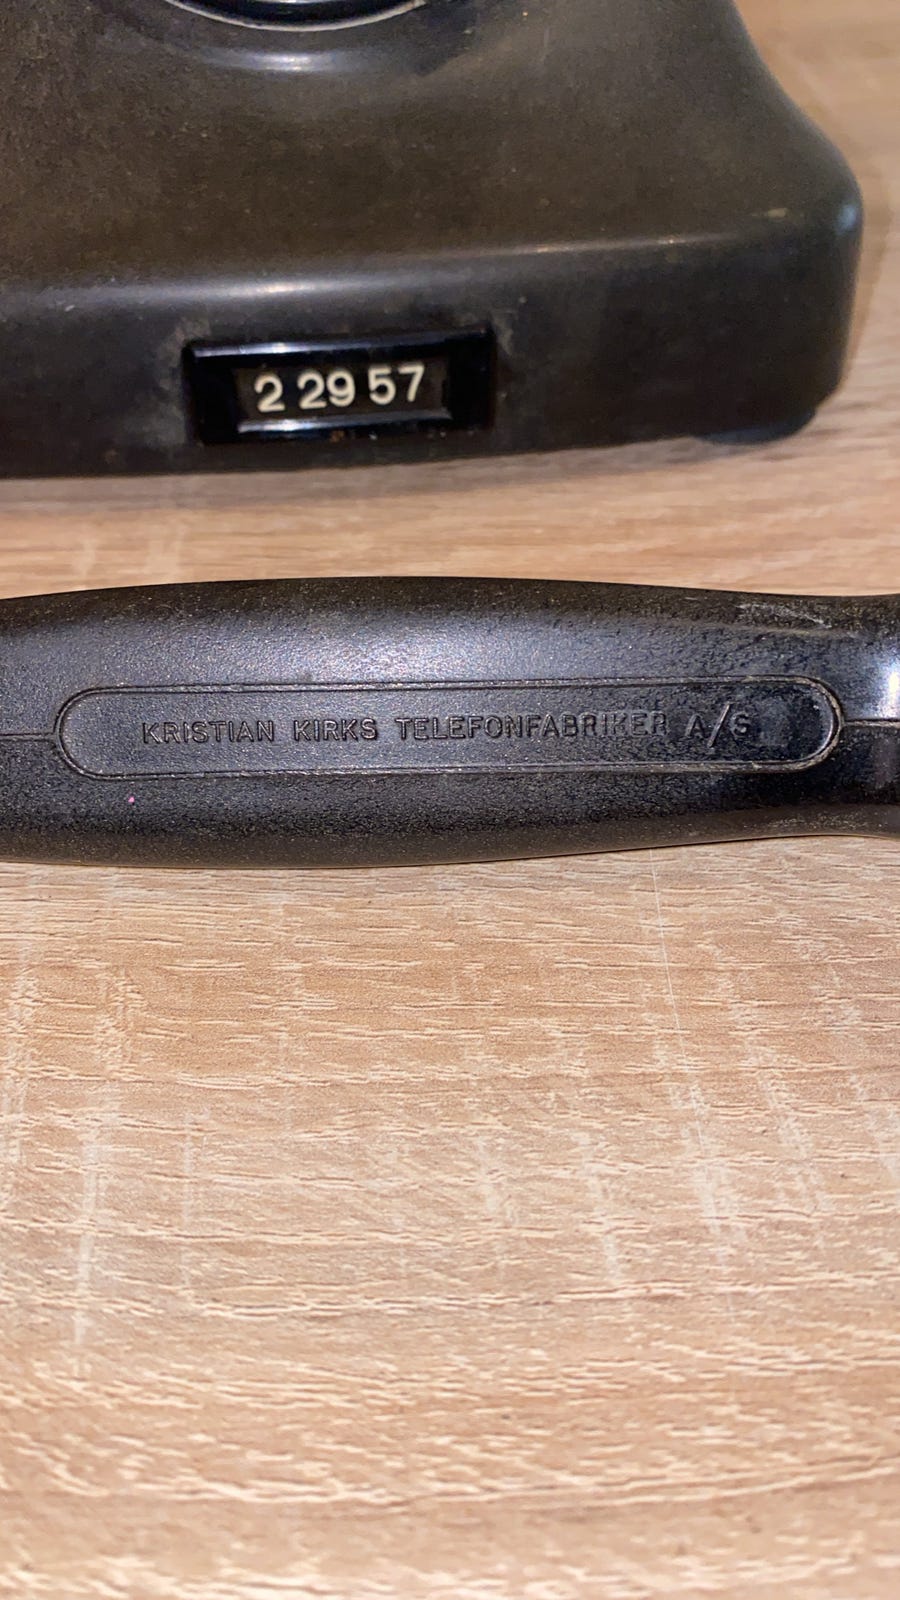 2 29 57
KRISTIAN KIRKS TELEFONFABRIKER A/S